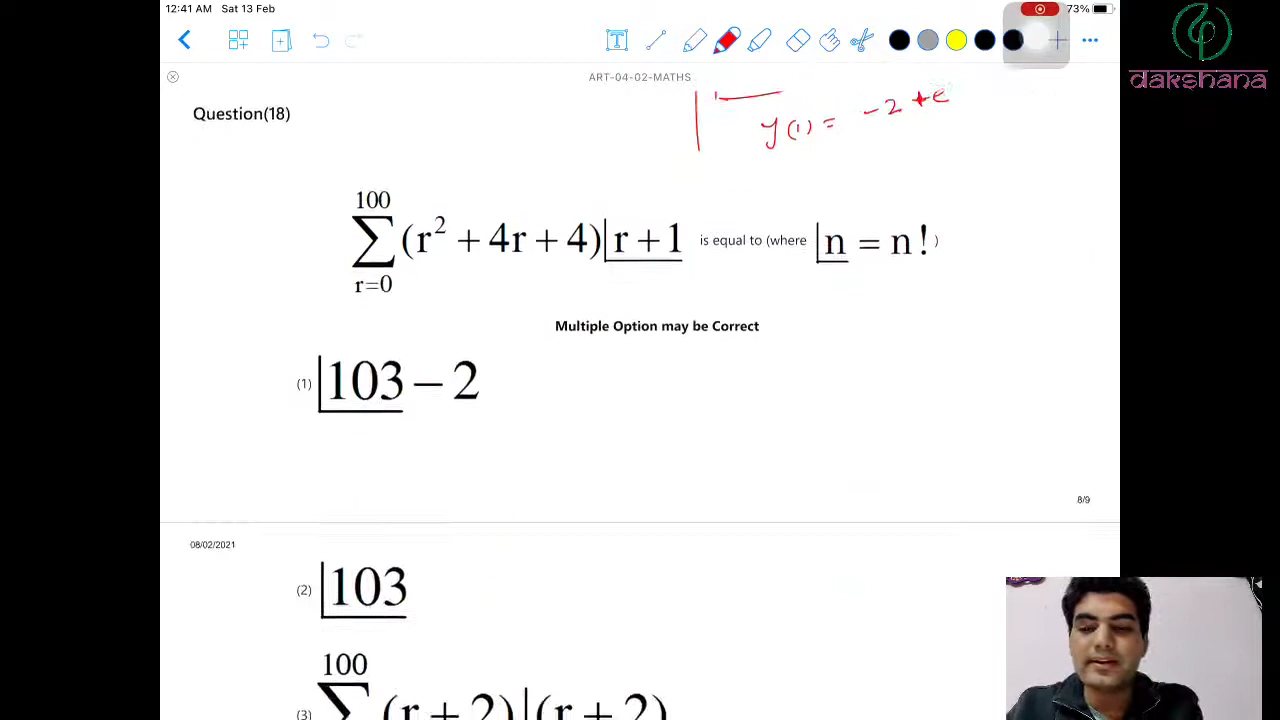 12:41 AM Sat 13 Feb
73%
dakshana
ART-04-02-MATHS
y(1) = -2 + e
Question(18)
100
∑ (r² + 4r + 4)|r + 1 is equal to (where |n = n! )
r=0
Multiple Option may be Correct
(1) |103 − 2
8/9
08/02/2021
(2) |103
100
(3) ∑ (r + 2)|(r + 2)